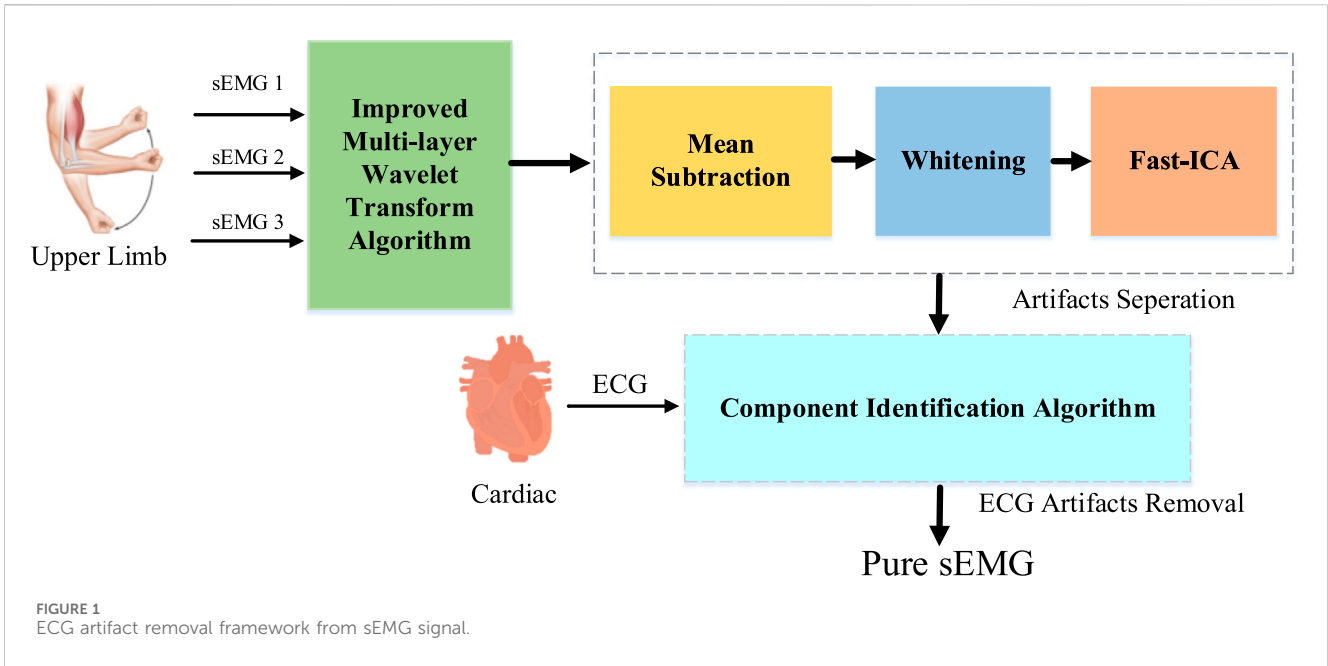 sEMG 1
sEMG 2
sEMG 3
Upper Limb
Improved
Multi-layer
Wavelet
Transform
Algorithm
Mean
Subtraction
Whitening
Fast-ICA
Artifacts Seperation
ECG
Cardiac
Component Identification Algorithm
ECG Artifacts Removal
Pure sEMG
FIGURE 1
ECG artifact removal framework from sEMG signal.